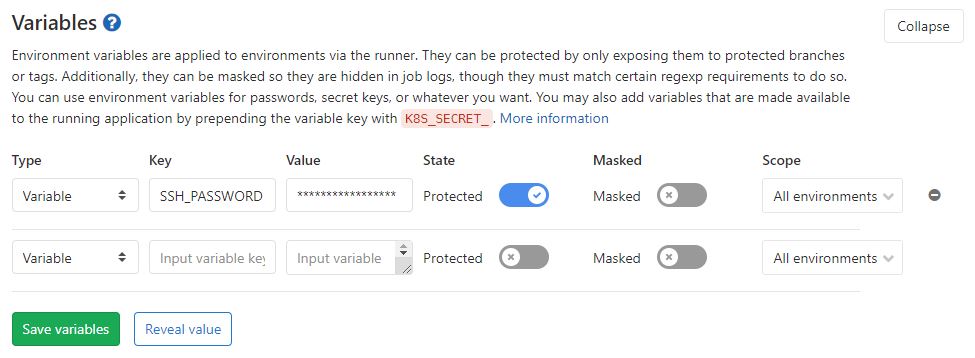 Variables
Collapse
Environment variables are applied to environments via the runner. They can be protected by only exposing them to protected branches
or tags. Additionally, they can be masked so they are hidden in job logs, though they must match certain regexp requirements to do so.
You can use environment variables for passwords, secret keys, or whatever you want. You may also add variables that are made available
to the running application by prepending the variable key with K8S_SECRET_. More information
Type Key Value State Masked Scope
Variable SSH_PASSWORD ***************** Protected Masked All environments
Variable Input variable key Input variable Protected Masked All environments
Save variables Reveal value